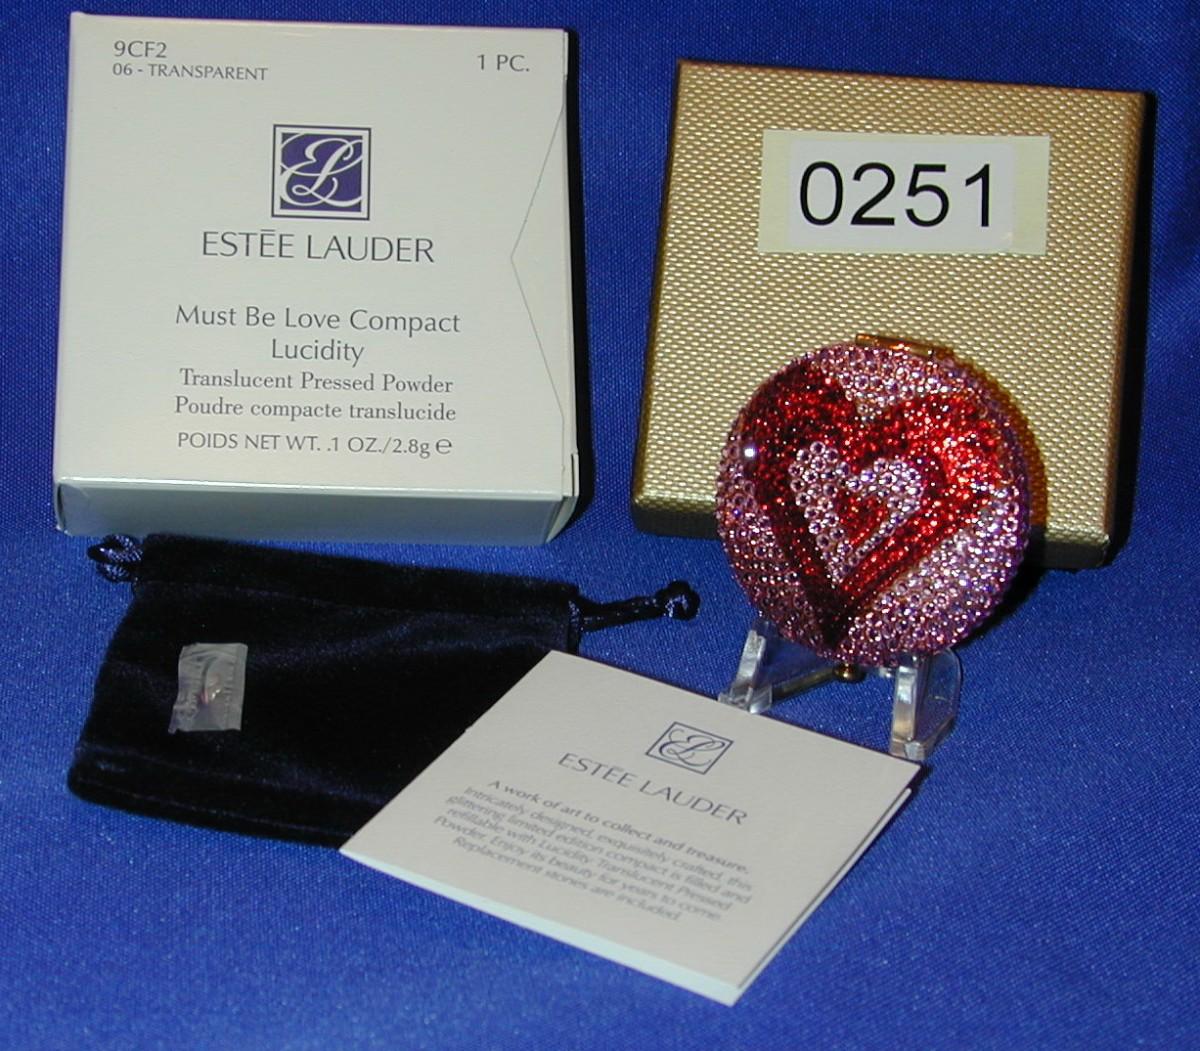 9CF2
06 - TRANSPARENT
1 PC.
EL
ESTĒE LAUDER
Must Be Love Compact
Lucidity
Translucent Pressed Powder
Poudre compacte translucide
POIDS NET WT. .1 OZ./2.8g ℮
0251
EL
ESTĒE LAUDER
A work of art to collect and treasure.
Intricately designed, exquisitely crafted, this
glittering limited edition compact is filled and
refillable with Lucidity Translucent Pressed
Powder. Enjoy its beauty for years to come.
Replacement stones are included.